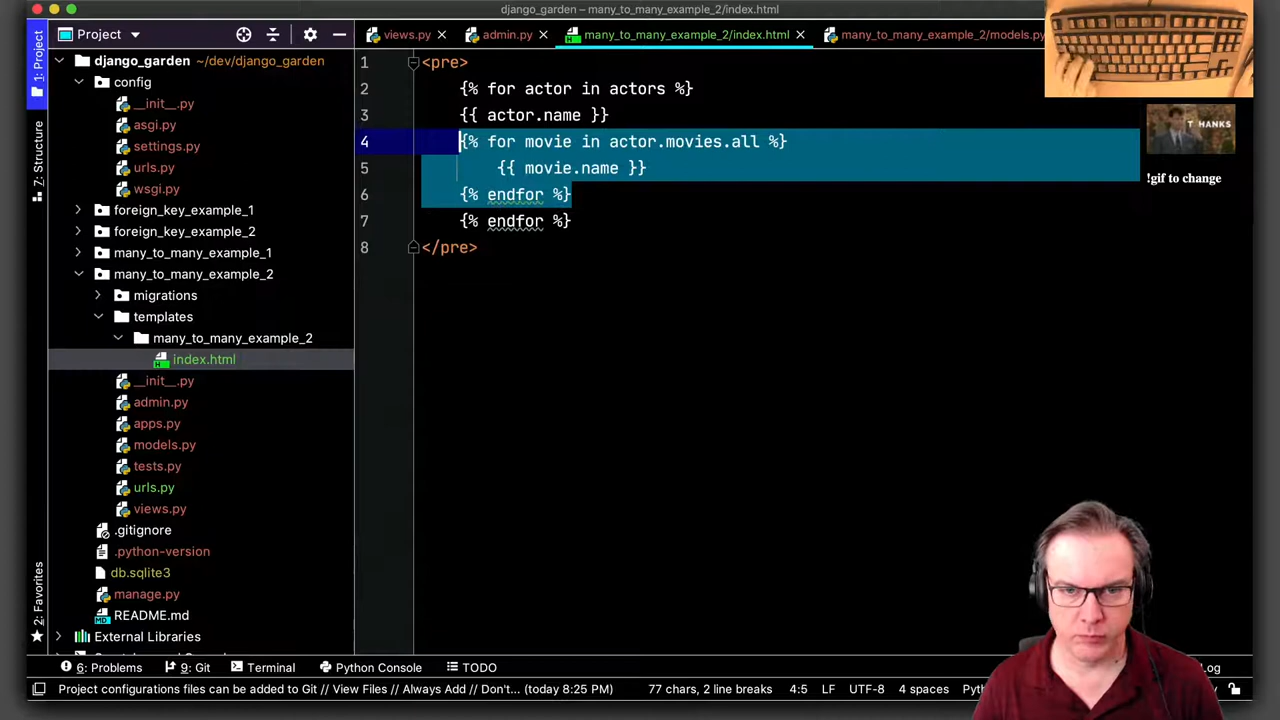 django_garden – many_to_many_example_2/index.html
Project
views.py
admin.py
many_to_many_example_2/index.html
many_to_many_example_2/models.py
1: Project
7: Structure
2: Favorites
django_garden ~/dev/django_garden
config
__init__.py
asgi.py
settings.py
urls.py
wsgi.py
foreign_key_example_1
foreign_key_example_2
many_to_many_example_1
many_to_many_example_2
migrations
templates
many_to_many_example_2
index.html
__init__.py
admin.py
apps.py
models.py
tests.py
urls.py
views.py
.gitignore
.python-version
db.sqlite3
manage.py
README.md
External Libraries
1 <pre>
2 {% for actor in actors %}
3 {{ actor.name }}
4 {% for movie in actor.movies.all %}
5 {{ movie.name }}
6 {% endfor %}
7 {% endfor %}
8 </pre>
T HANKS
!gif to change
6: Problems
9: Git
Terminal
Python Console
TODO
Log
Project configurations files can be added to Git // View Files // Always Add // Don't... (today 8:25 PM)
77 chars, 2 line breaks
4:5
LF
UTF-8
4 spaces